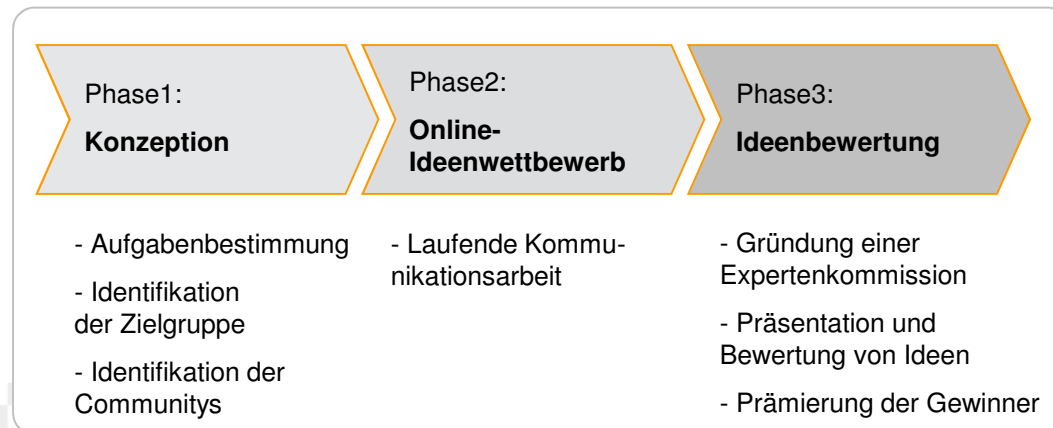 Phase1:
Konzeption
Phase2:
Online-
Ideenwettbewerb
Phase3:
Ideenbewertung
- Aufgabenbestimmung
- Identifikation
der Zielgruppe
- Identifikation der
Communitys
- Laufende Kommu-
nikationsarbeit
- Gründung einer
Expertenkommission
- Präsentation und
Bewertung von Ideen
- Prämierung der Gewinner